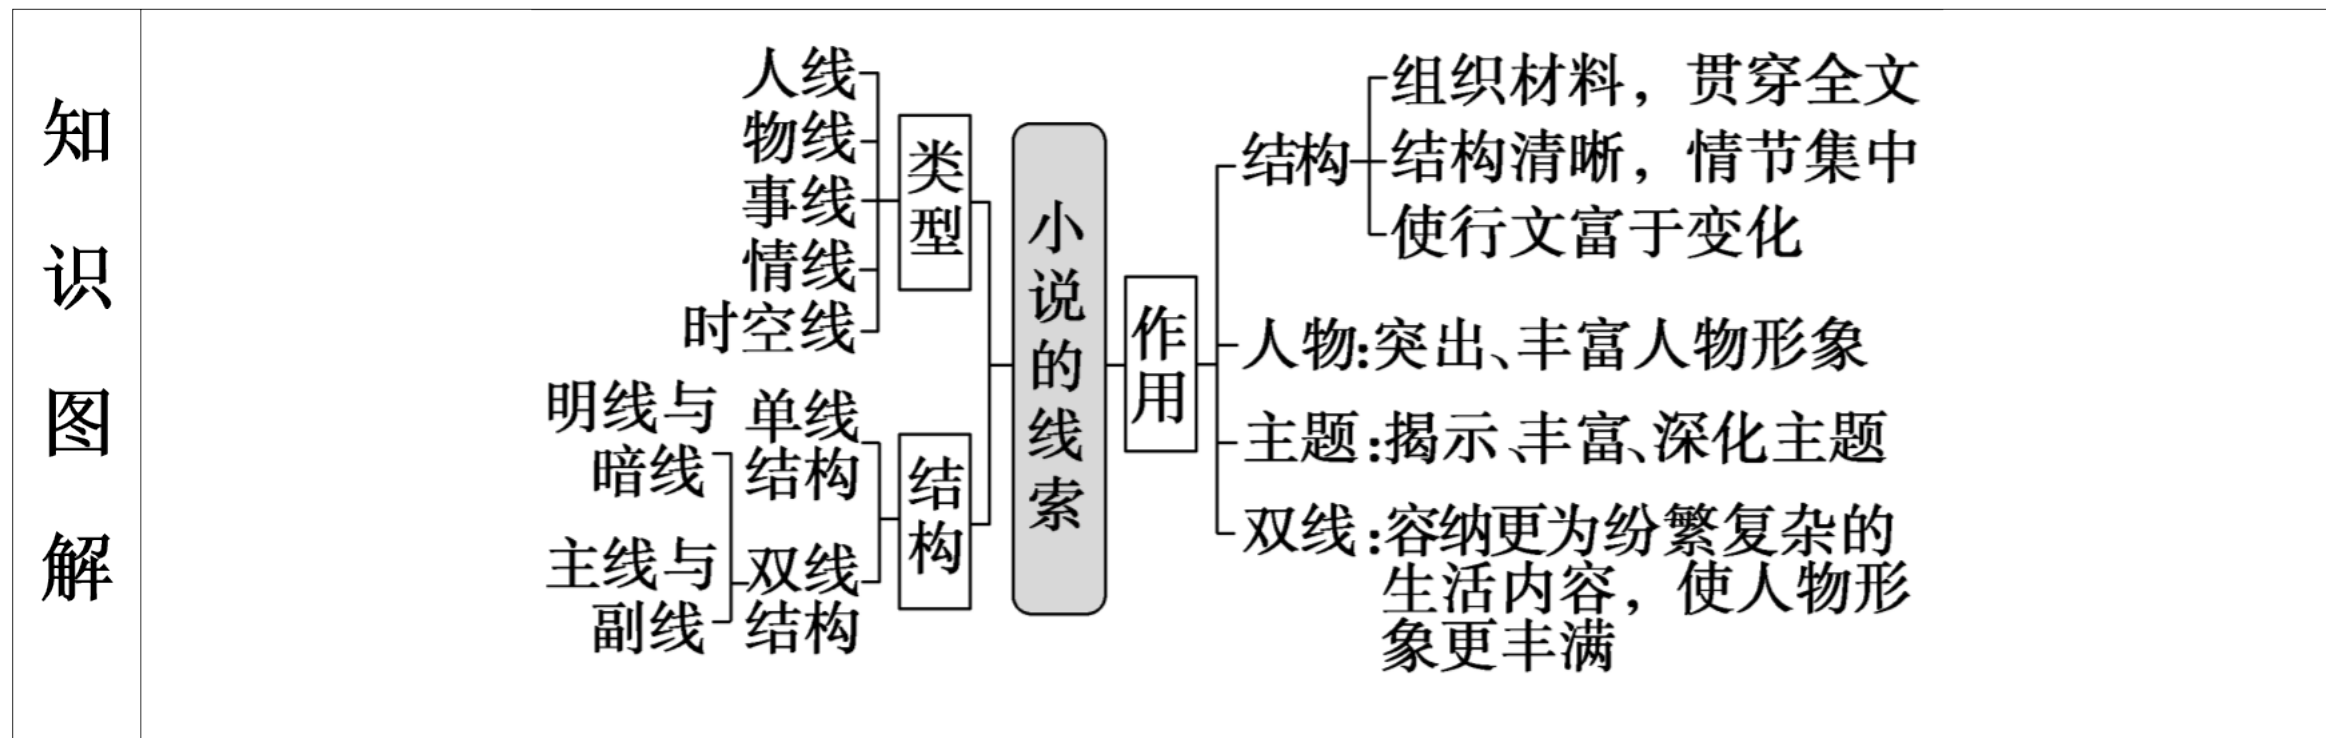 知识图解
人线
物线
事线
情线
时空线
类型
明线与
暗线
主线与
副线
单线
结构
双线
结构
结构
小说的线索
作用
结构
组织材料，贯穿全文
结构清晰，情节集中
使行文富于变化
人物:突出、丰富人物形象
主题:揭示、丰富、深化主题
双线:容纳更为纷繁复杂的
生活内容，使人物形
象更丰满